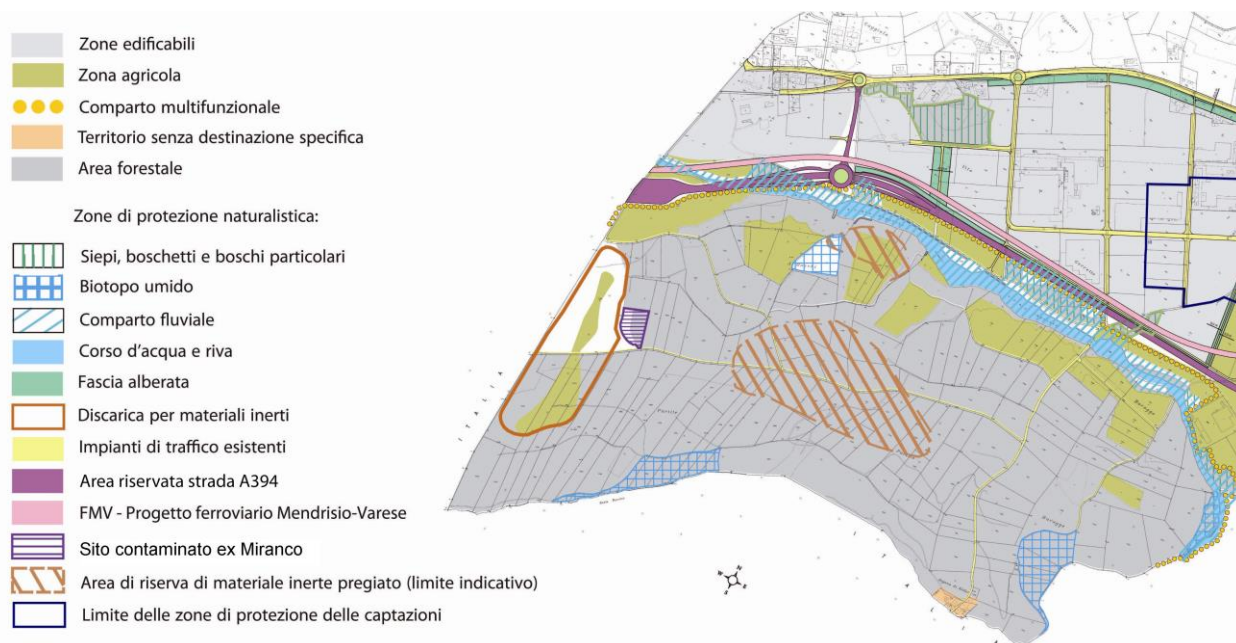 Zone edificabili
Zona agricola
Comparto multifunzionale
Territorio senza destinazione specifica
Area forestale
Zone di protezione naturalistica:
Siepi, boschetti e boschi particolari
Biotopo umido
Comparto fluviale
Corso d'acqua e riva
Fascia alberata
Discarica per materiali inerti
Impianti di traffico esistenti
Area riservata strada A394
FMV - Progetto ferroviario Mendrisio-Varese
Sito contaminato ex Miranco
Area di riserva di materiale inerte pregiato (limite indicativo)
Limite delle zone di protezione delle captazioni
ITALIA